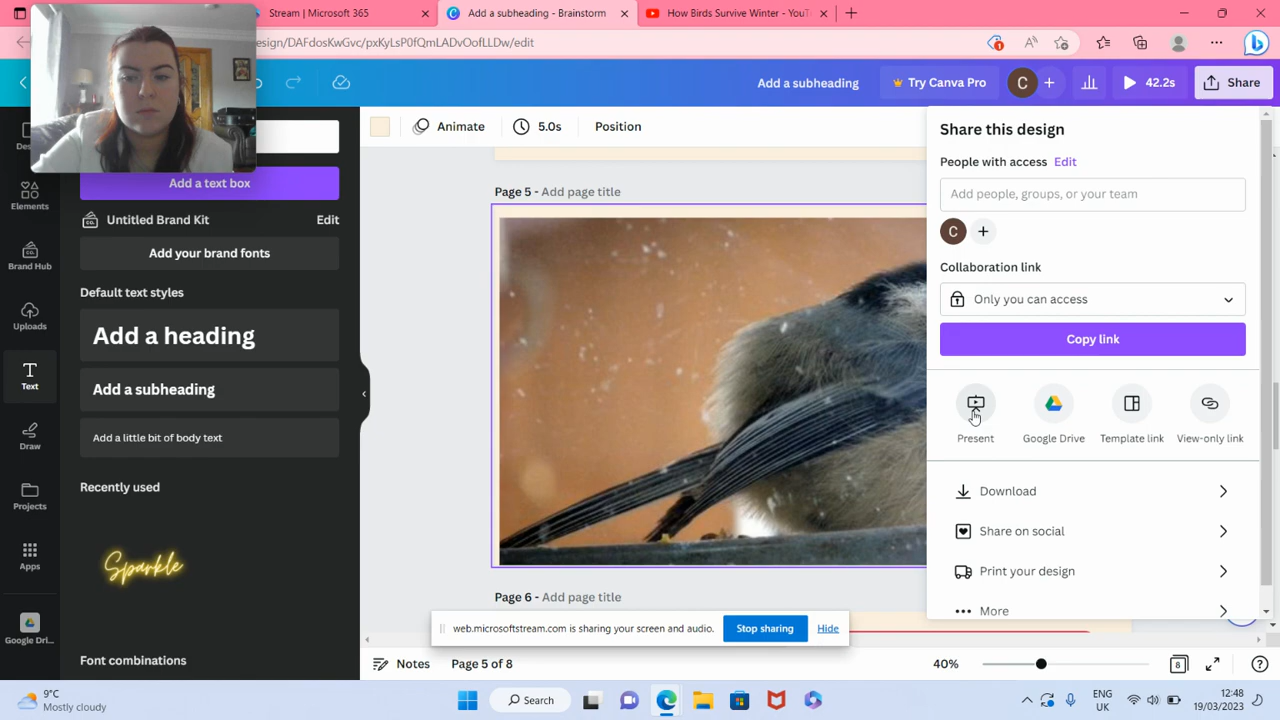 Stream | Microsoft 365
Add a subheading - Brainstorm
How Birds Survive Winter - YouT
esign/DAFdosKwGvc/pxKyLsP0fQmLADvOofLLDw/edit
Add a subheading
Try Canva Pro
C
42.2s
Share
Des
Elements
Brand Hub
Uploads
Text
Draw
Projects
Apps
Google Dri...
Add a text box
Untitled Brand Kit
Edit
Add your brand fonts
Default text styles
Add a heading
Add a subheading
Add a little bit of body text
Recently used
Sparkle
Font combinations
Animate
5.0s
Position
Page 5 - Add page title
Page 6 - Add page title
Share this design
People with access Edit
Add people, groups, or your team
C
Collaboration link
Only you can access
Copy link
Present
Google Drive
Template link
View-only link
Download
Share on social
Print your design
More
web.microsoftstream.com is sharing your screen and audio.
Stop sharing
Hide
Notes
Page 5 of 8
40%
8
9°C
Mostly cloudy
Search
ENG
UK
12:48
19/03/2023